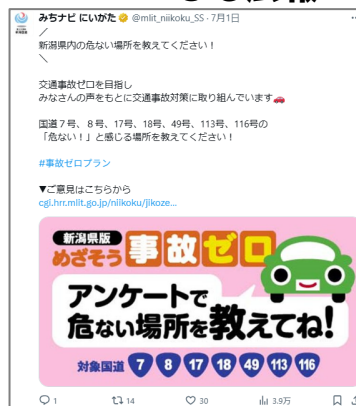 みちナビ にいがた @mlit_niikoku_SS · 7月1日
／
新潟県内の危ない場所を教えてください！
＼
交通事故ゼロを目指し
みなさんの声をもとに交通事故対策に取り組んでいます🚗
国道７号、８号、17号、18号、49号、113号、116号の
「危ない！」と感じる場所を教えてください！
#事故ゼロプラン
▼ご意見はこちらから
cgi.hrr.mlit.go.jp/niikoku/jikoze...
新潟県版
めざそう事故ゼロ
アンケートで
危ない場所を教えてね！
対象国道 7 8 17 18 49 113 116
1 14 30 3.9万